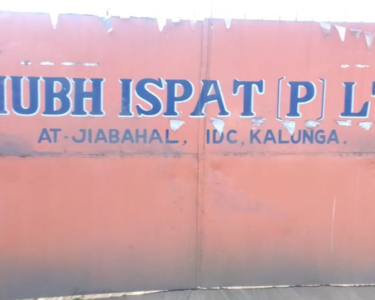 HUBH ISPAT (P) LT
AT-JIABAHAL, IDC, KALUNGA.